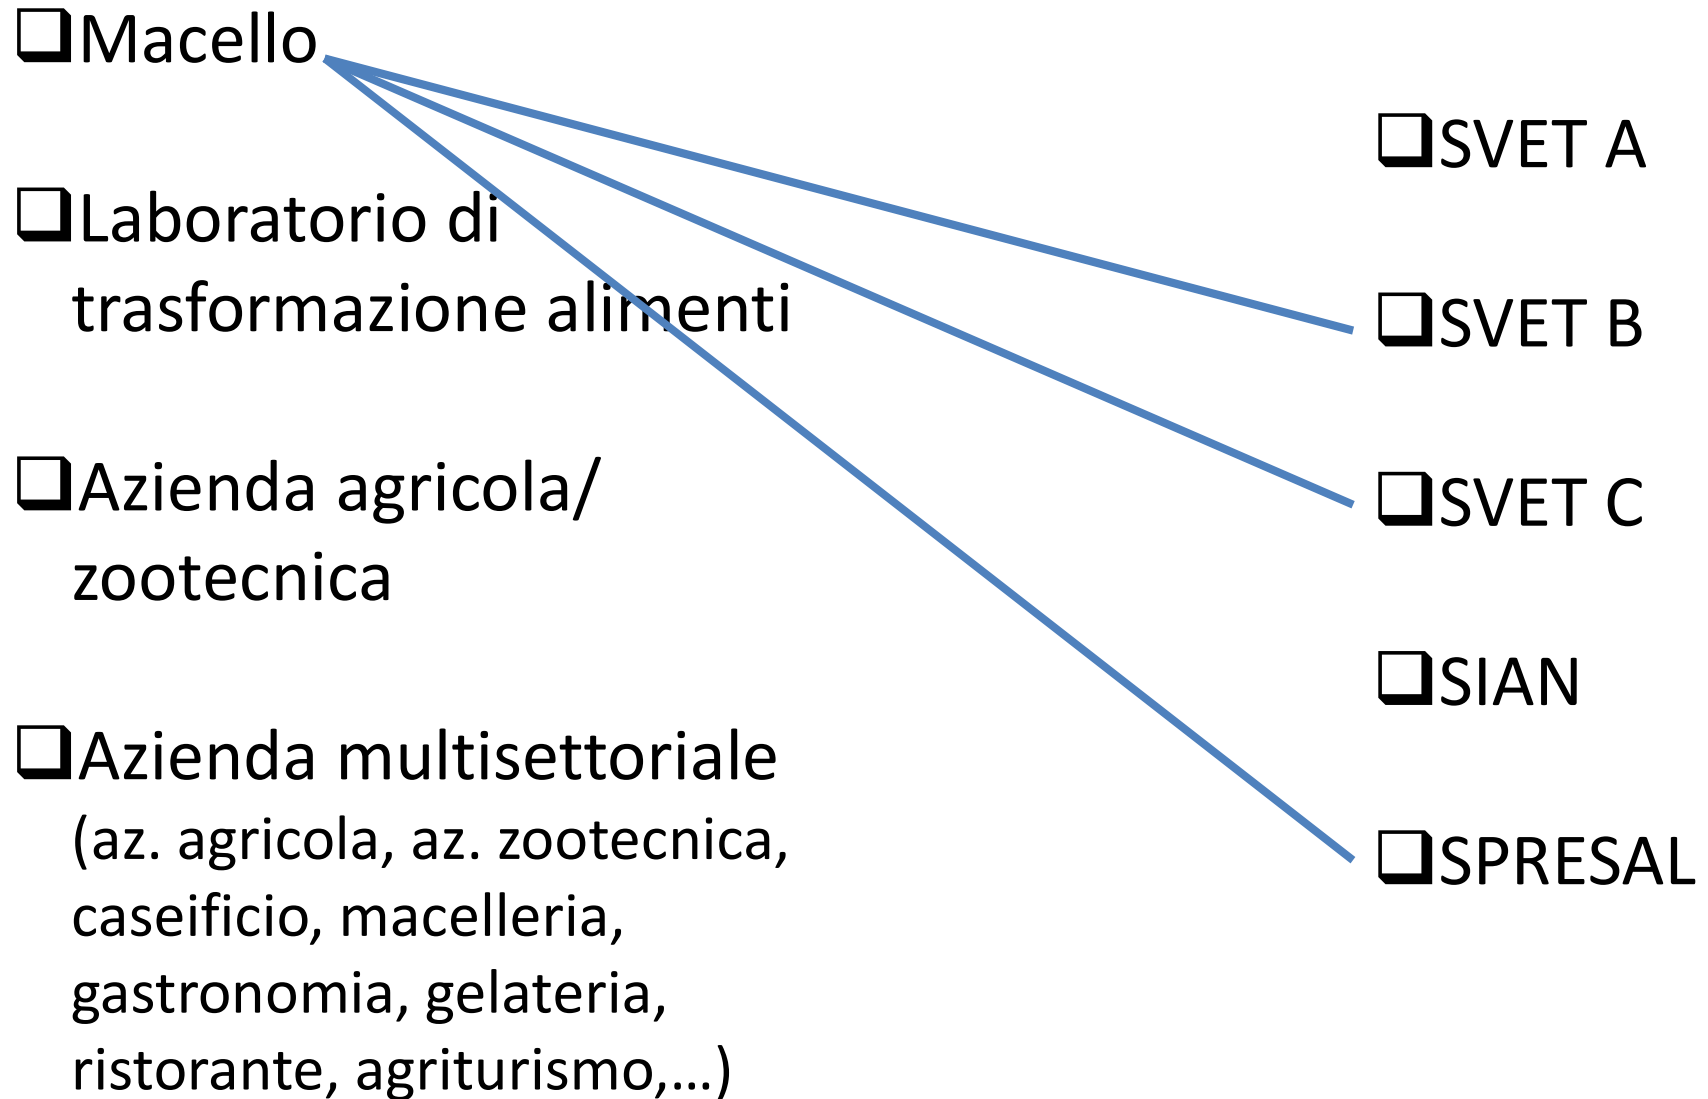 ❑Macello
❑Laboratorio di
trasformazione alimenti
❑Azienda agricola/
zootecnica
❑Azienda multisettoriale
(az. agricola, az. zootecnica,
caseificio, macelleria,
gastronomia, gelateria,
ristorante, agriturismo,...)
❑SVET A
❑SVET B
❑SVET C
❑SIAN
❑SPRESAL